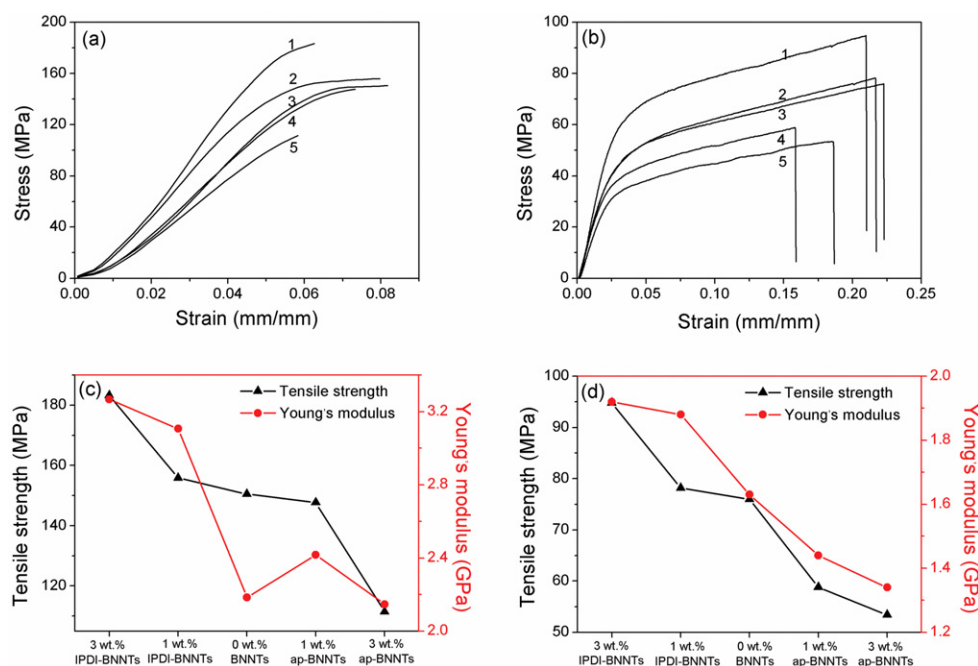 (a)
Stress (MPa)
200
160
120
80
40
0
0.00 0.02 0.04 0.06 0.08
Strain (mm/mm)
1
2
3
4
5
(b)
Stress (MPa)
100
80
60
40
20
0
0.00 0.05 0.10 0.15 0.20 0.25
Strain (mm/mm)
1
2
3
4
5
(c)
Tensile strength
Young's modulus
Tensile strength (MPa)
180
160
140
120
Young's modulus (GPa)
3.2
2.8
2.4
2.0
3 wt.% 1 wt.% 0 wt.% 1 wt.% 3 wt.%
IPDI-BNNTs IPDI-BNNTs BNNTs ap-BNNTs ap-BNNTs
(d)
Tensile strength
Young's modulus
Tensile strength (MPa)
100
90
80
70
60
50
Young's modulus (GPa)
2.0
1.8
1.6
1.4
1.2
3 wt.% 1 wt.% 0 wt.% 1 wt.% 3 wt.%
IPDI-BNNTs IPDI-BNNTs BNNTs ap-BNNTs ap-BNNTs